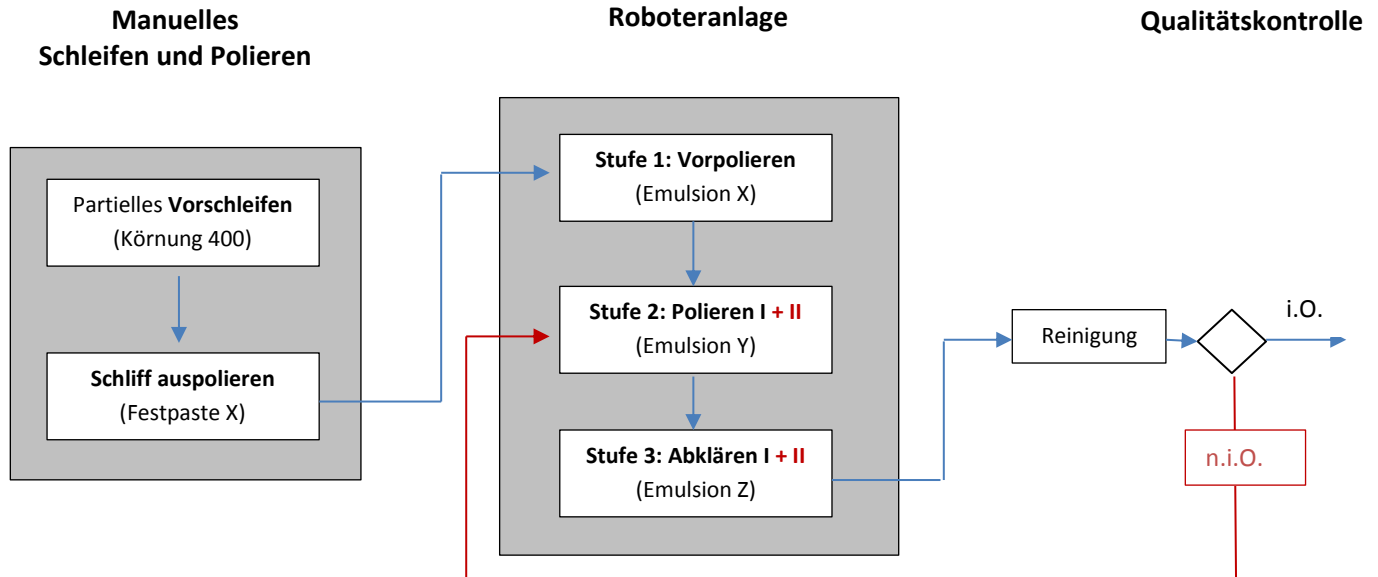 Manuelles
Schleifen und Polieren
Partielles Vorschleifen
(Körnung 400)
Schliff auspolieren
(Festpaste X)
Roboteranlage
Stufe 1: Vorpolieren
(Emulsion X)
Stufe 2: Polieren I + II
(Emulsion Y)
Stufe 3: Abklären I + II
(Emulsion Z)
Qualitätskontrolle
Reinigung
i.O.
n.i.O.